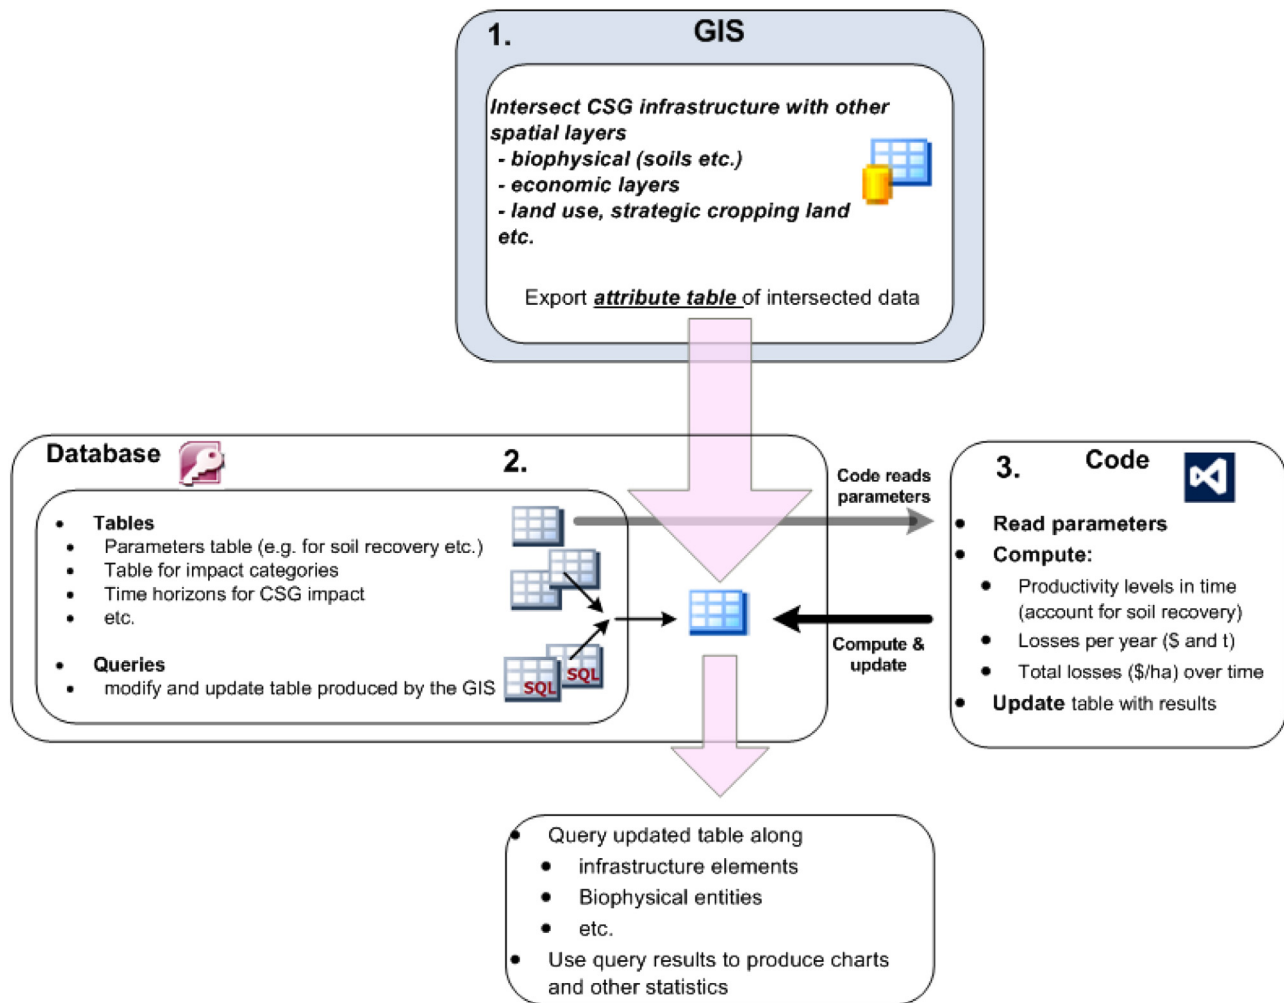 1.
GIS
Intersect CSG infrastructure with other
spatial layers
- biophysical (soils etc.)
- economic layers
- land use, strategic cropping land
etc.
Export attribute table of intersected data
Database
2.
• Tables
• Parameters table (e.g. for soil recovery etc.)
• Table for impact categories
• Time horizons for CSG impact
• etc.
• Queries
• modify and update table produced by the GIS
SQL
SQL
Code reads
parameters
Compute &
update
3.
Code
• Read parameters
• Compute:
• Productivity levels in time
(account for soil recovery)
• Losses per year ($ and t)
• Total losses ($/ha) over time
• Update table with results
• Query updated table along
• infrastructure elements
• Biophysical entities
• etc.
• Use query results to produce charts
and other statistics